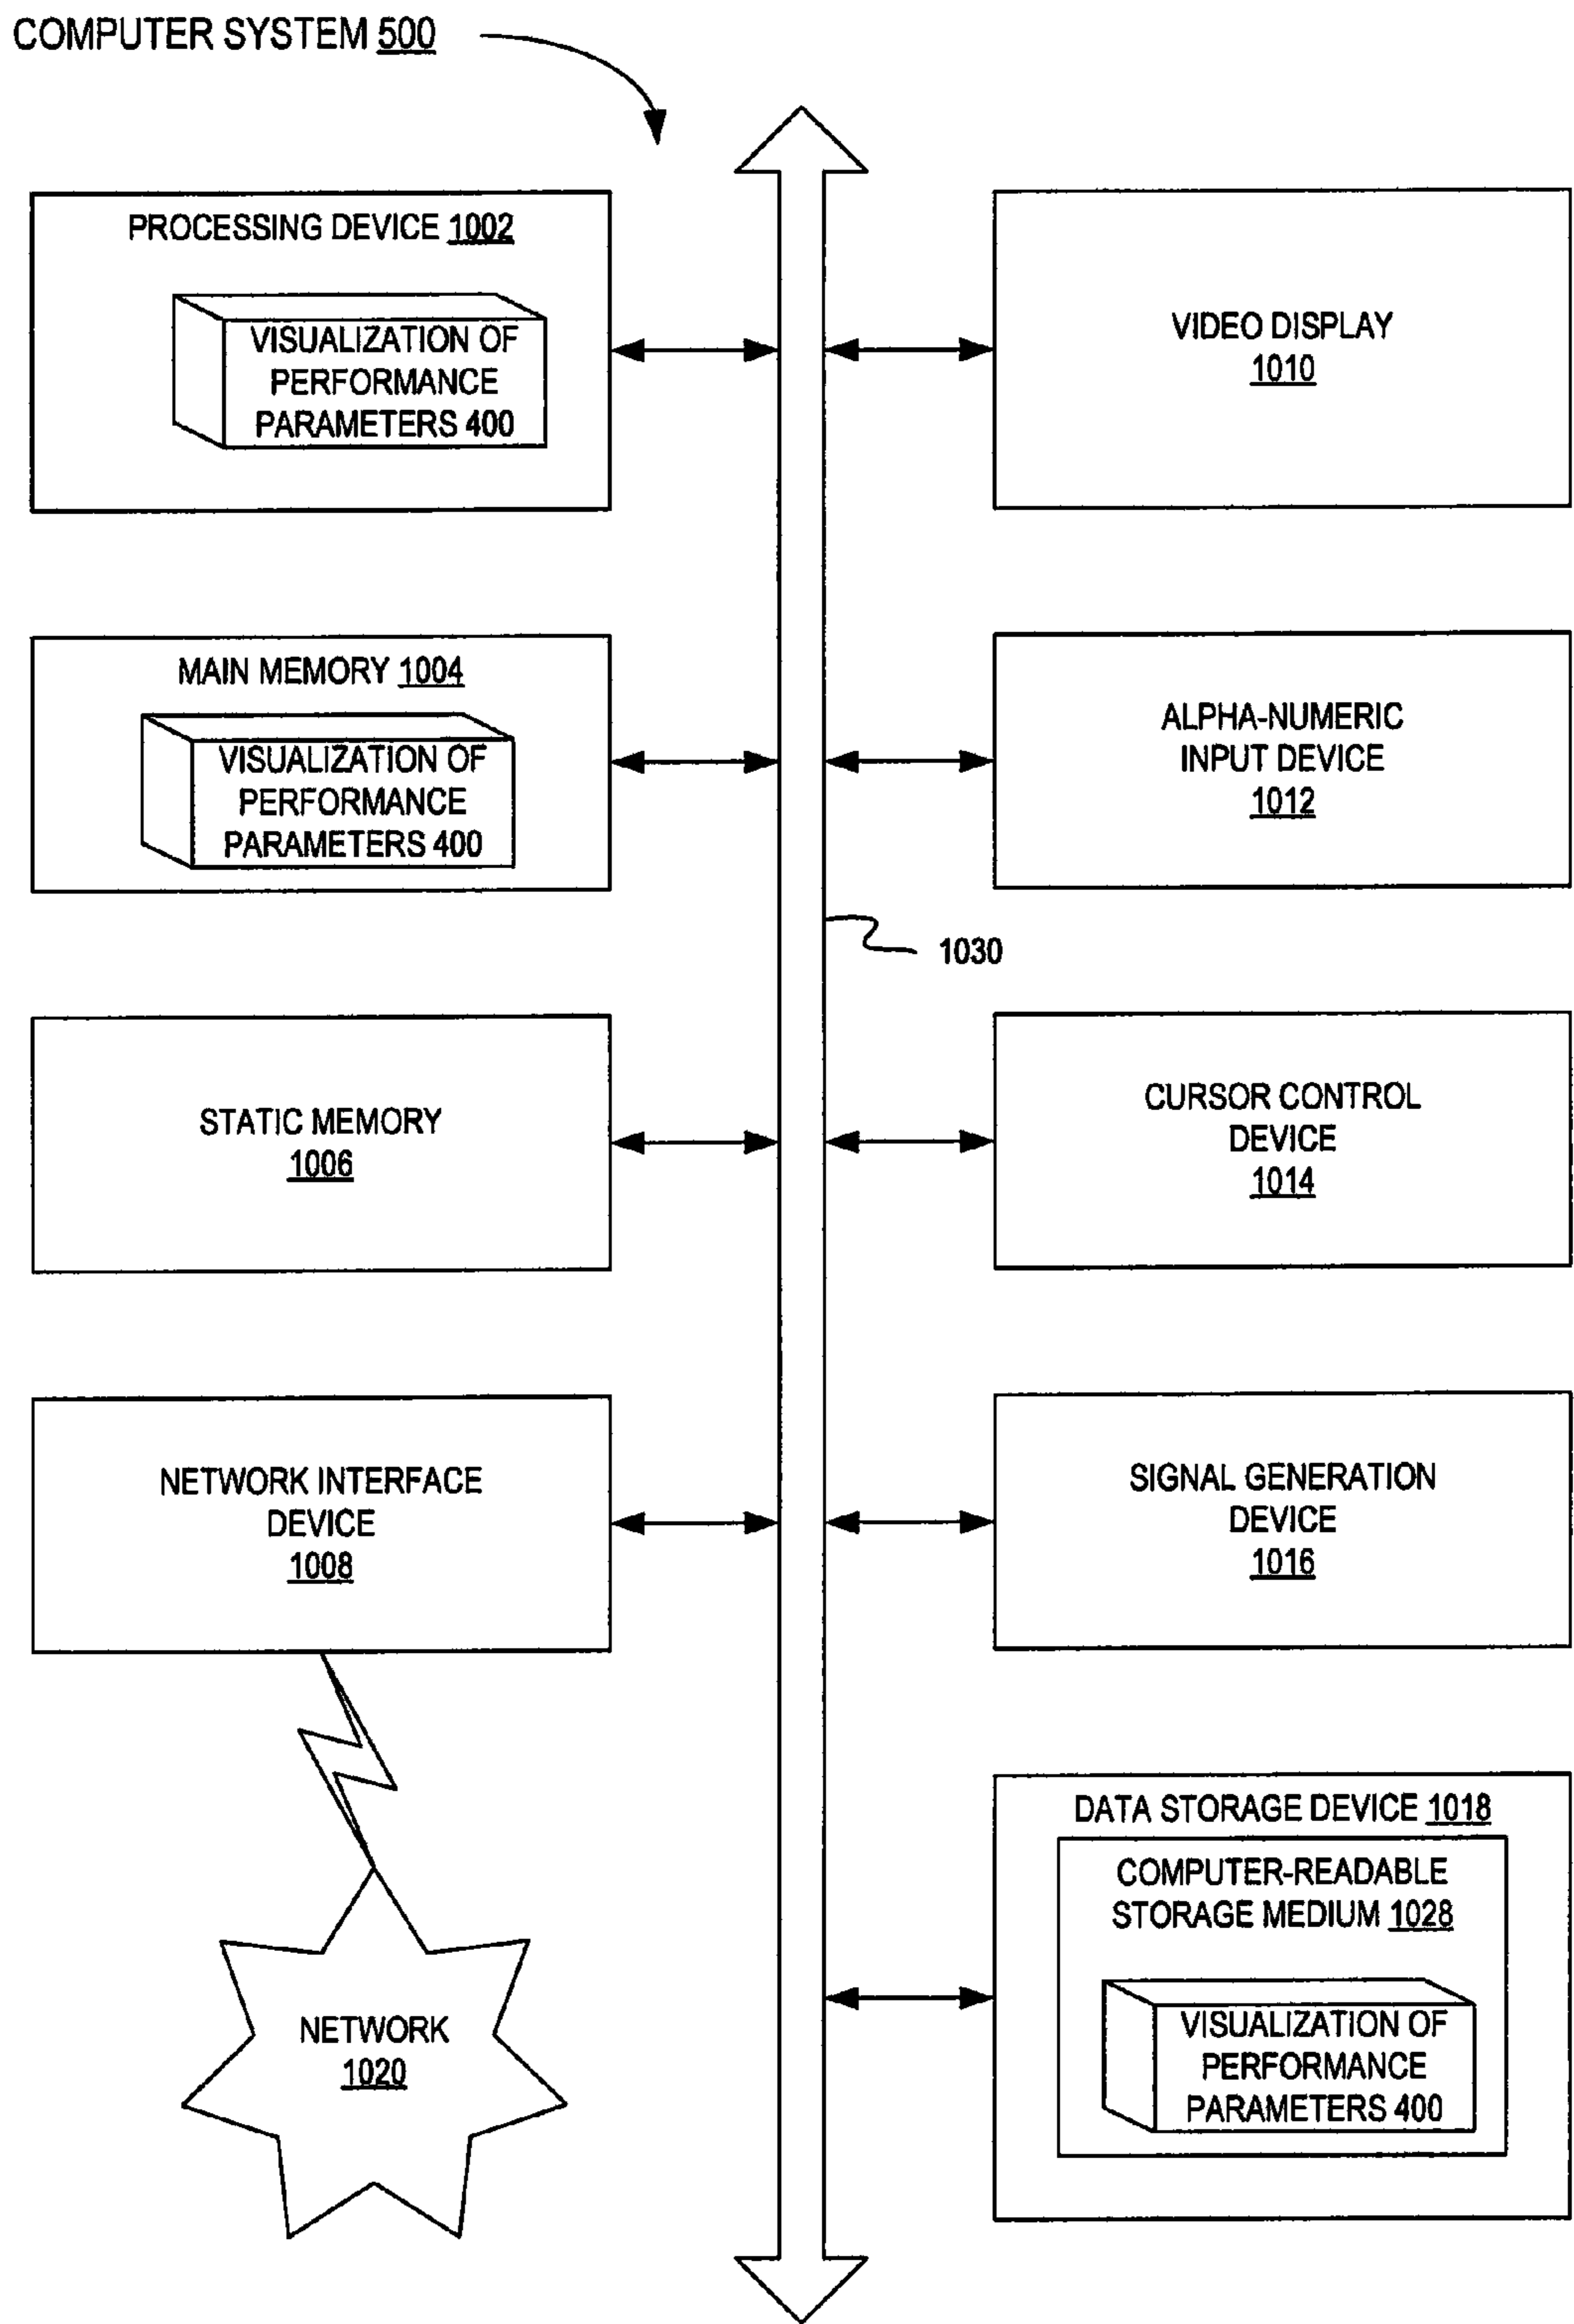 COMPUTER SYSTEM 500
PROCESSING DEVICE 1002
VISUALIZATION OF
PERFORMANCE
PARAMETERS 400
VIDEO DISPLAY
1010
MAIN MEMORY 1004
VISUALIZATION OF
PERFORMANCE
PARAMETERS 400
ALPHA-NUMERIC
INPUT DEVICE
1012
1030
STATIC MEMORY
1006
CURSOR CONTROL
DEVICE
1014
NETWORK INTERFACE
DEVICE
1008
SIGNAL GENERATION
DEVICE
1016
DATA STORAGE DEVICE 1018
COMPUTER-READABLE
STORAGE MEDIUM 1028
VISUALIZATION OF
PERFORMANCE
PARAMETERS 400
NETWORK
1020